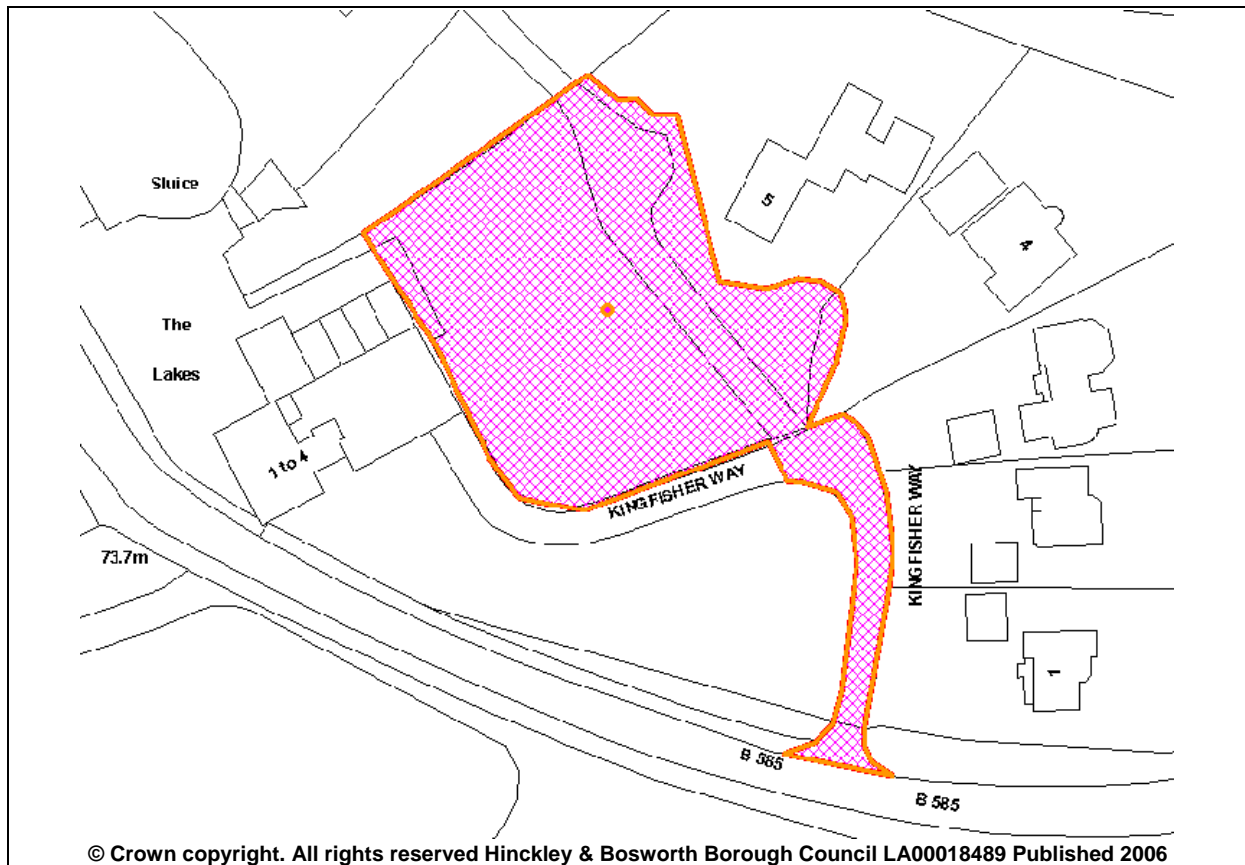 Sluice
5
4
The
Lakes
1 to 4
KINGFISHER WAY
KINGFISHER WAY
73.7m
1
B 585
B 585
© Crown copyright. All rights reserved Hinckley & Bosworth Borough Council LA00018489 Published 2006